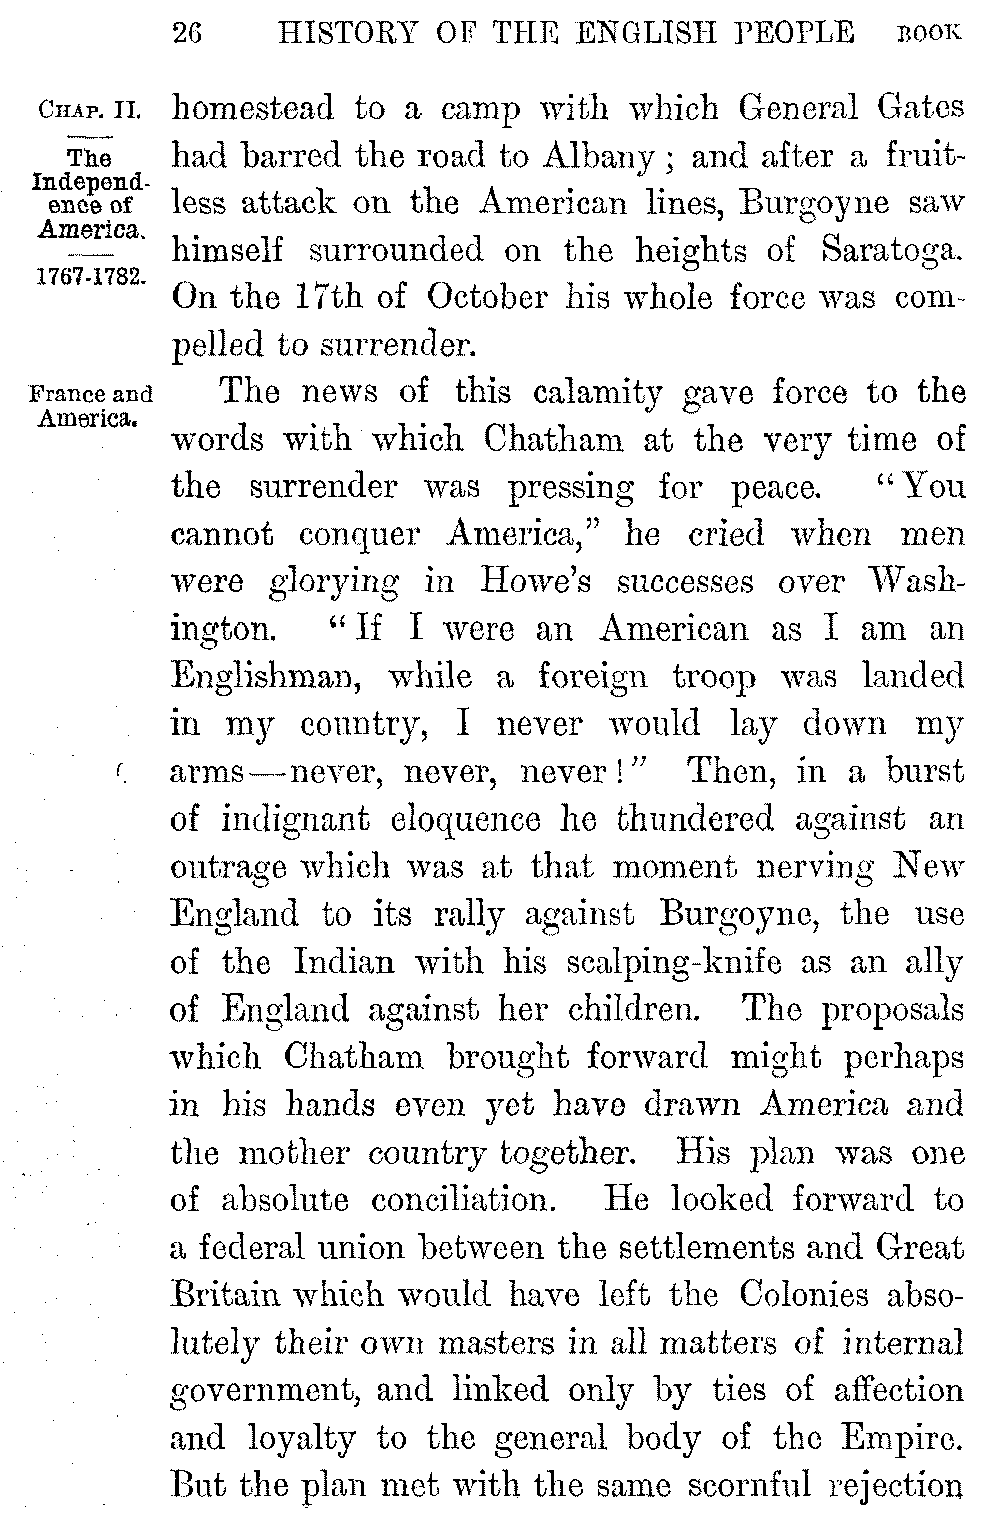 26 HISTORY OF THE ENGLISH PEOPLE BOOK
CHAP. II.
The
Independ-
ence of
America.
1767-1782.
homestead to a camp with which General Gates
had barred the road to Albany ; and after a fruit-
less attack on the American lines, Burgoyne saw
himself surrounded on the heights of Saratoga.
On the 17th of October his whole force was com-
pelled to surrender.
France and
America.
The news of this calamity gave force to the
words with which Chatham at the very time of
the surrender was pressing for peace. “You
cannot conquer America,” he cried when men
were glorying in Howe’s successes over Wash-
ington. “If I were an American as I am an
Englishman, while a foreign troop was landed
in my country, I never would lay down my
arms—never, never, never!” Then, in a burst
of indignant eloquence he thundered against an
outrage which was at that moment nerving New
England to its rally against Burgoyne, the use
of the Indian with his scalping-knife as an ally
of England against her children. The proposals
which Chatham brought forward might perhaps
in his hands even yet have drawn America and
the mother country together. His plan was one
of absolute conciliation. He looked forward to
a federal union between the settlements and Great
Britain which would have left the Colonies abso-
lutely their own masters in all matters of internal
government, and linked only by ties of affection
and loyalty to the general body of the Empire.
But the plan met with the same scornful rejection